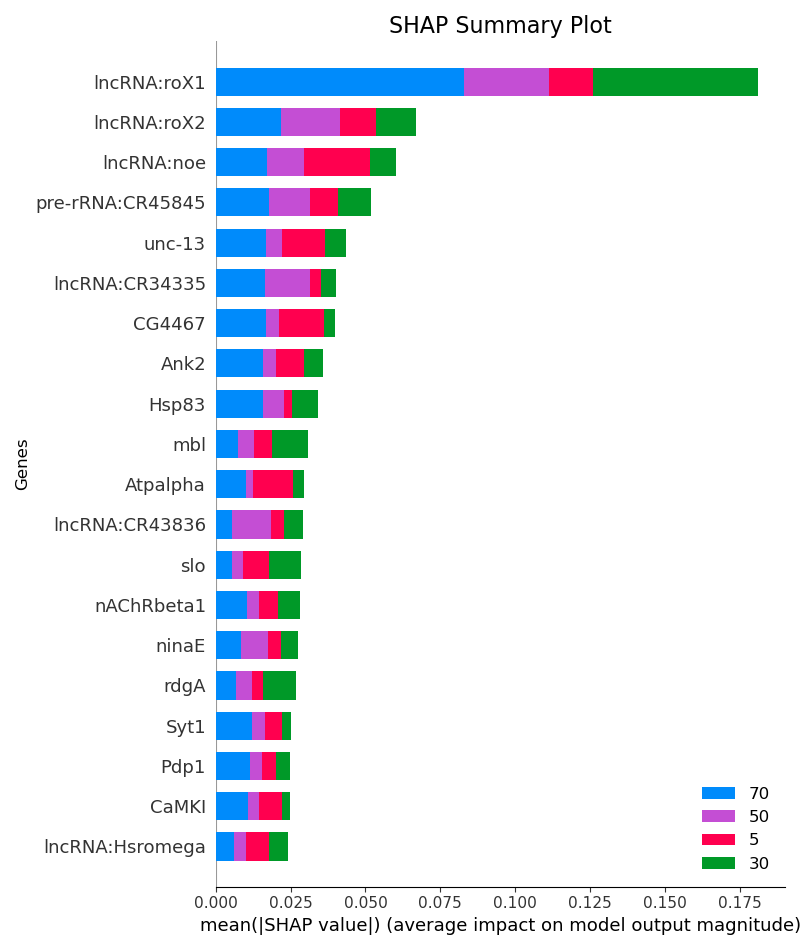 SHAP Summary Plot
Genes
lncRNA:roX1
lncRNA:roX2
lncRNA:noe
pre-rRNA:CR45845
unc-13
lncRNA:CR34335
CG4467
Ank2
Hsp83
mbl
Atpalpha
lncRNA:CR43836
slo
nAChRbeta1
ninaE
rdgA
Syt1
Pdp1
CaMKI
lncRNA:Hsromega
70
50
5
30
0.000 0.025 0.050 0.075 0.100 0.125 0.150 0.175
mean(|SHAP value|) (average impact on model output magnitude)